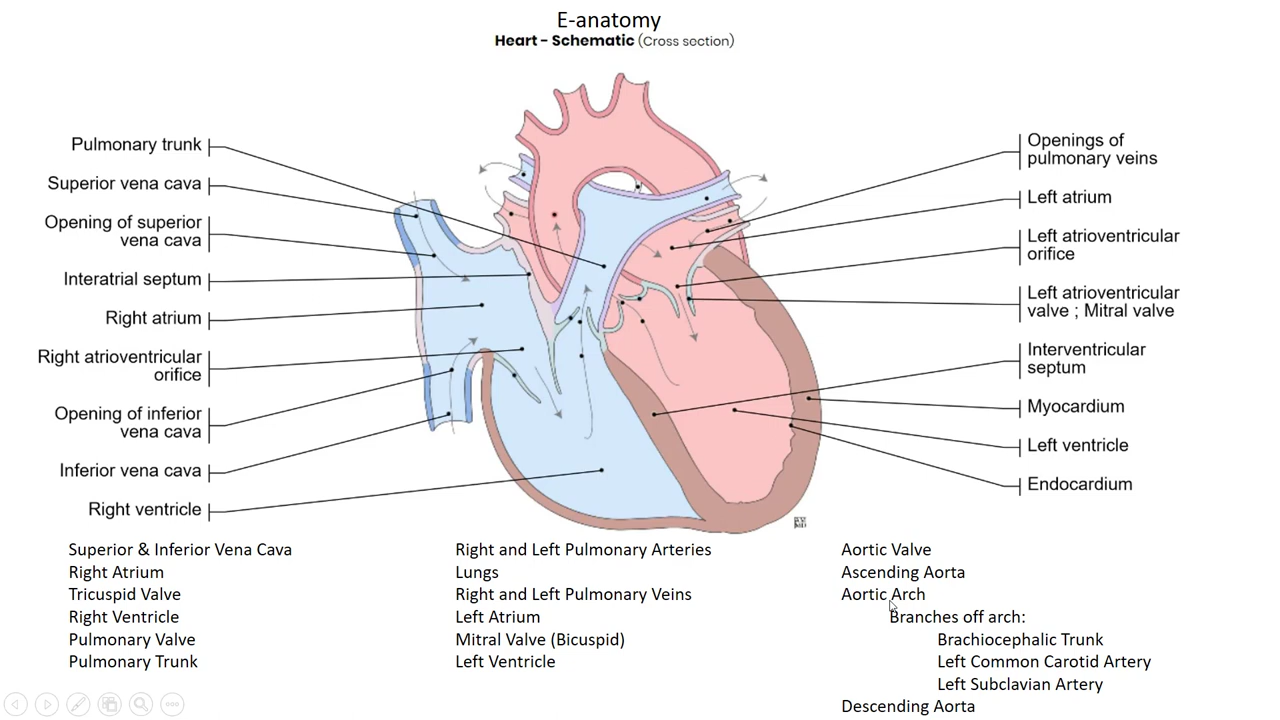 E-anatomy
Heart - Schematic (Cross section)
Pulmonary trunk
Superior vena cava
Opening of superior
vena cava
Interatrial septum
Right atrium
Right atrioventricular
orifice
Opening of inferior
vena cava
Inferior vena cava
Right ventricle
Openings of
pulmonary veins
Left atrium
Left atrioventricular
orifice
Left atrioventricular
valve ; Mitral valve
Interventricular
septum
Myocardium
Left ventricle
Endocardium
Superior & Inferior Vena Cava
Right Atrium
Tricuspid Valve
Right Ventricle
Pulmonary Valve
Pulmonary Trunk
Right and Left Pulmonary Arteries
Lungs
Right and Left Pulmonary Veins
Left Atrium
Mitral Valve (Bicuspid)
Left Ventricle
Aortic Valve
Ascending Aorta
Aortic Arch
Branches off arch:
Brachiocephalic Trunk
Left Common Carotid Artery
Left Subclavian Artery
Descending Aorta